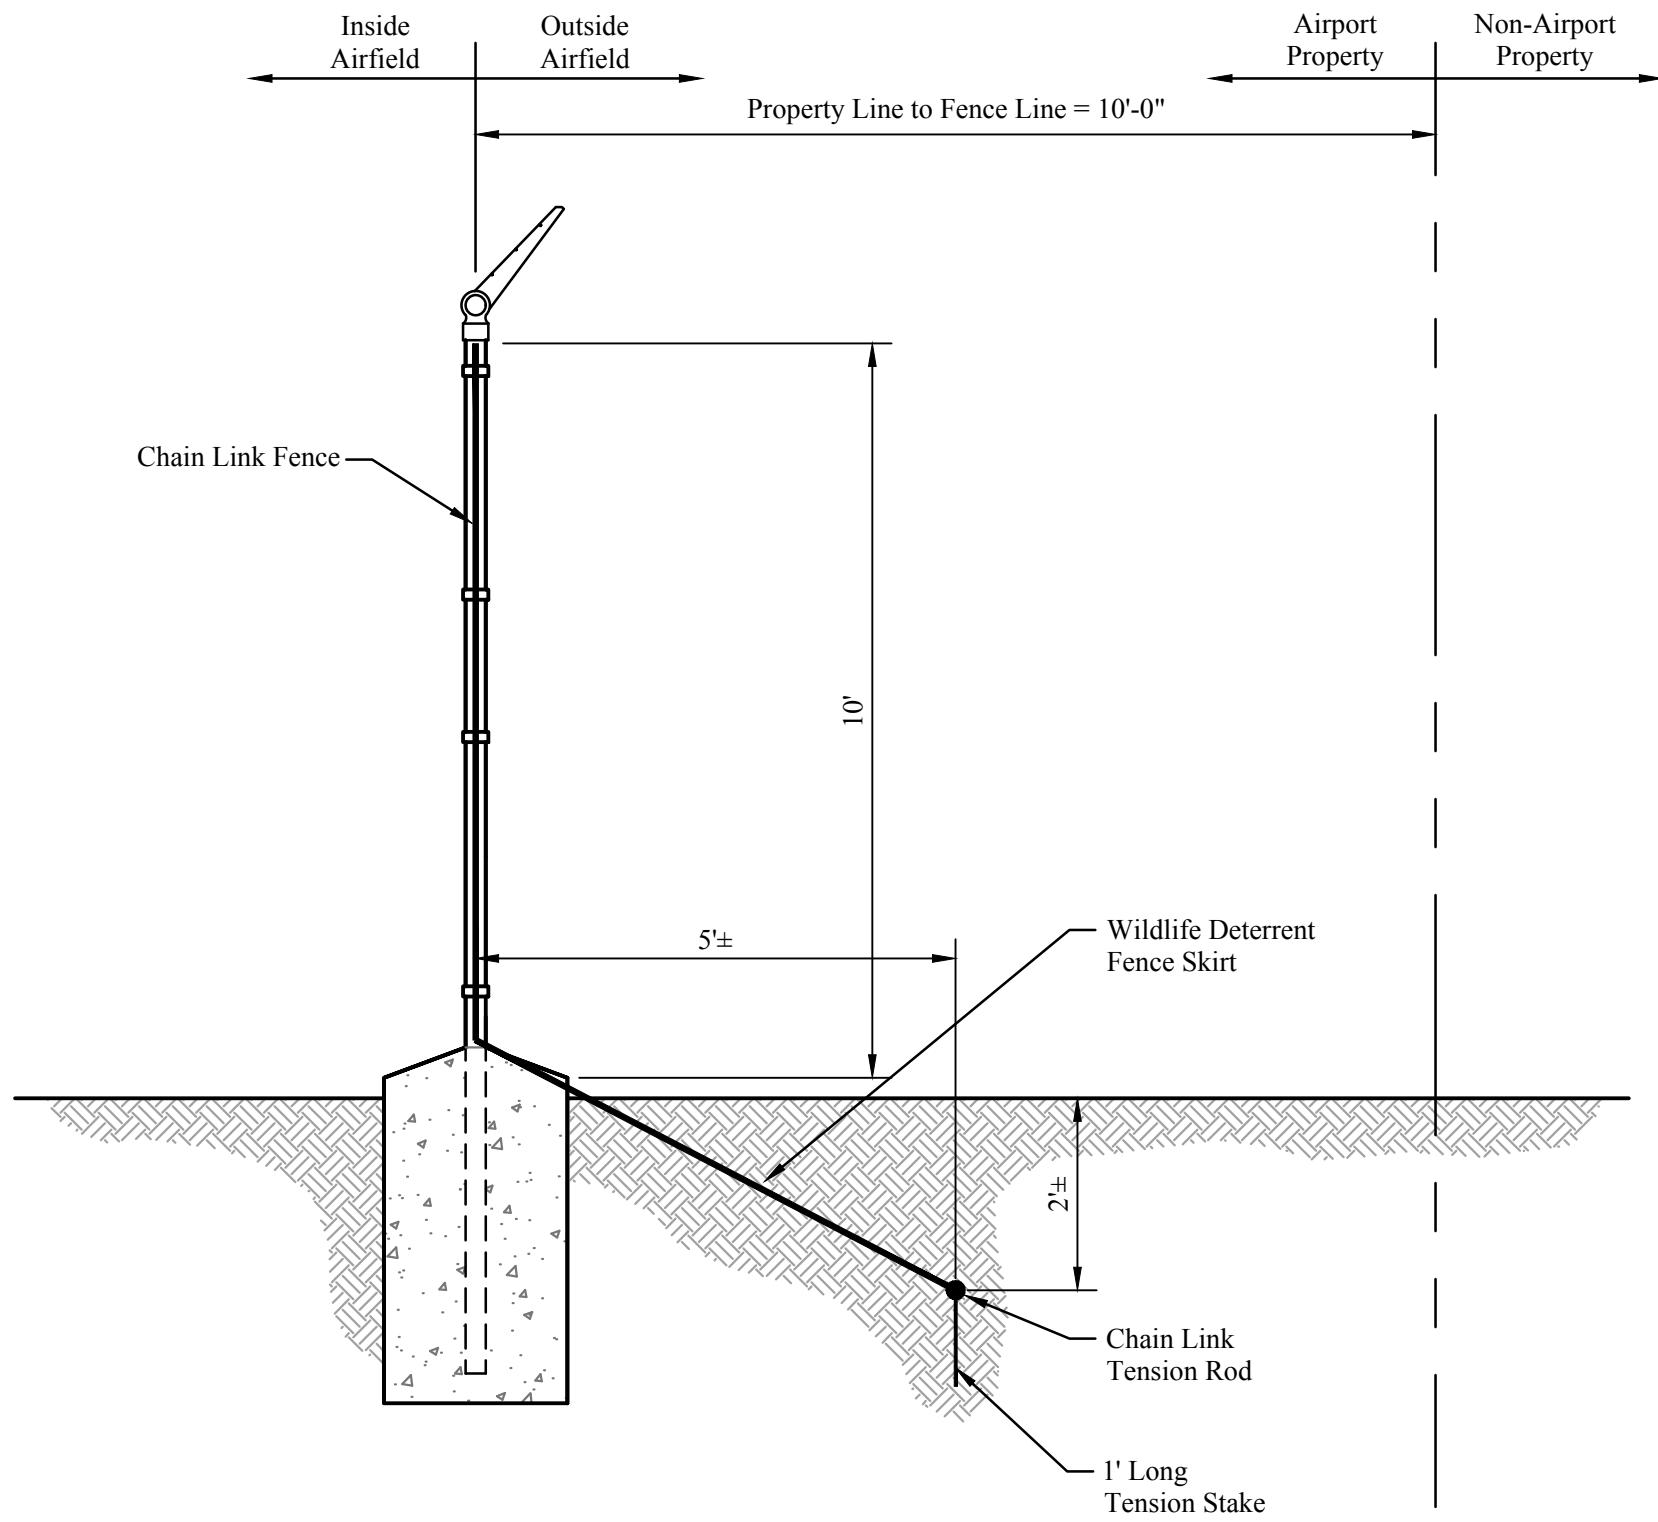 Inside
Airfield
Outside
Airfield
Airport
Property
Non-Airport
Property
Property Line to Fence Line = 10'-0"
Chain Link Fence
10'
5'±
Wildlife Deterrent
Fence Skirt
2'±
Chain Link
Tension Rod
1' Long
Tension Stake